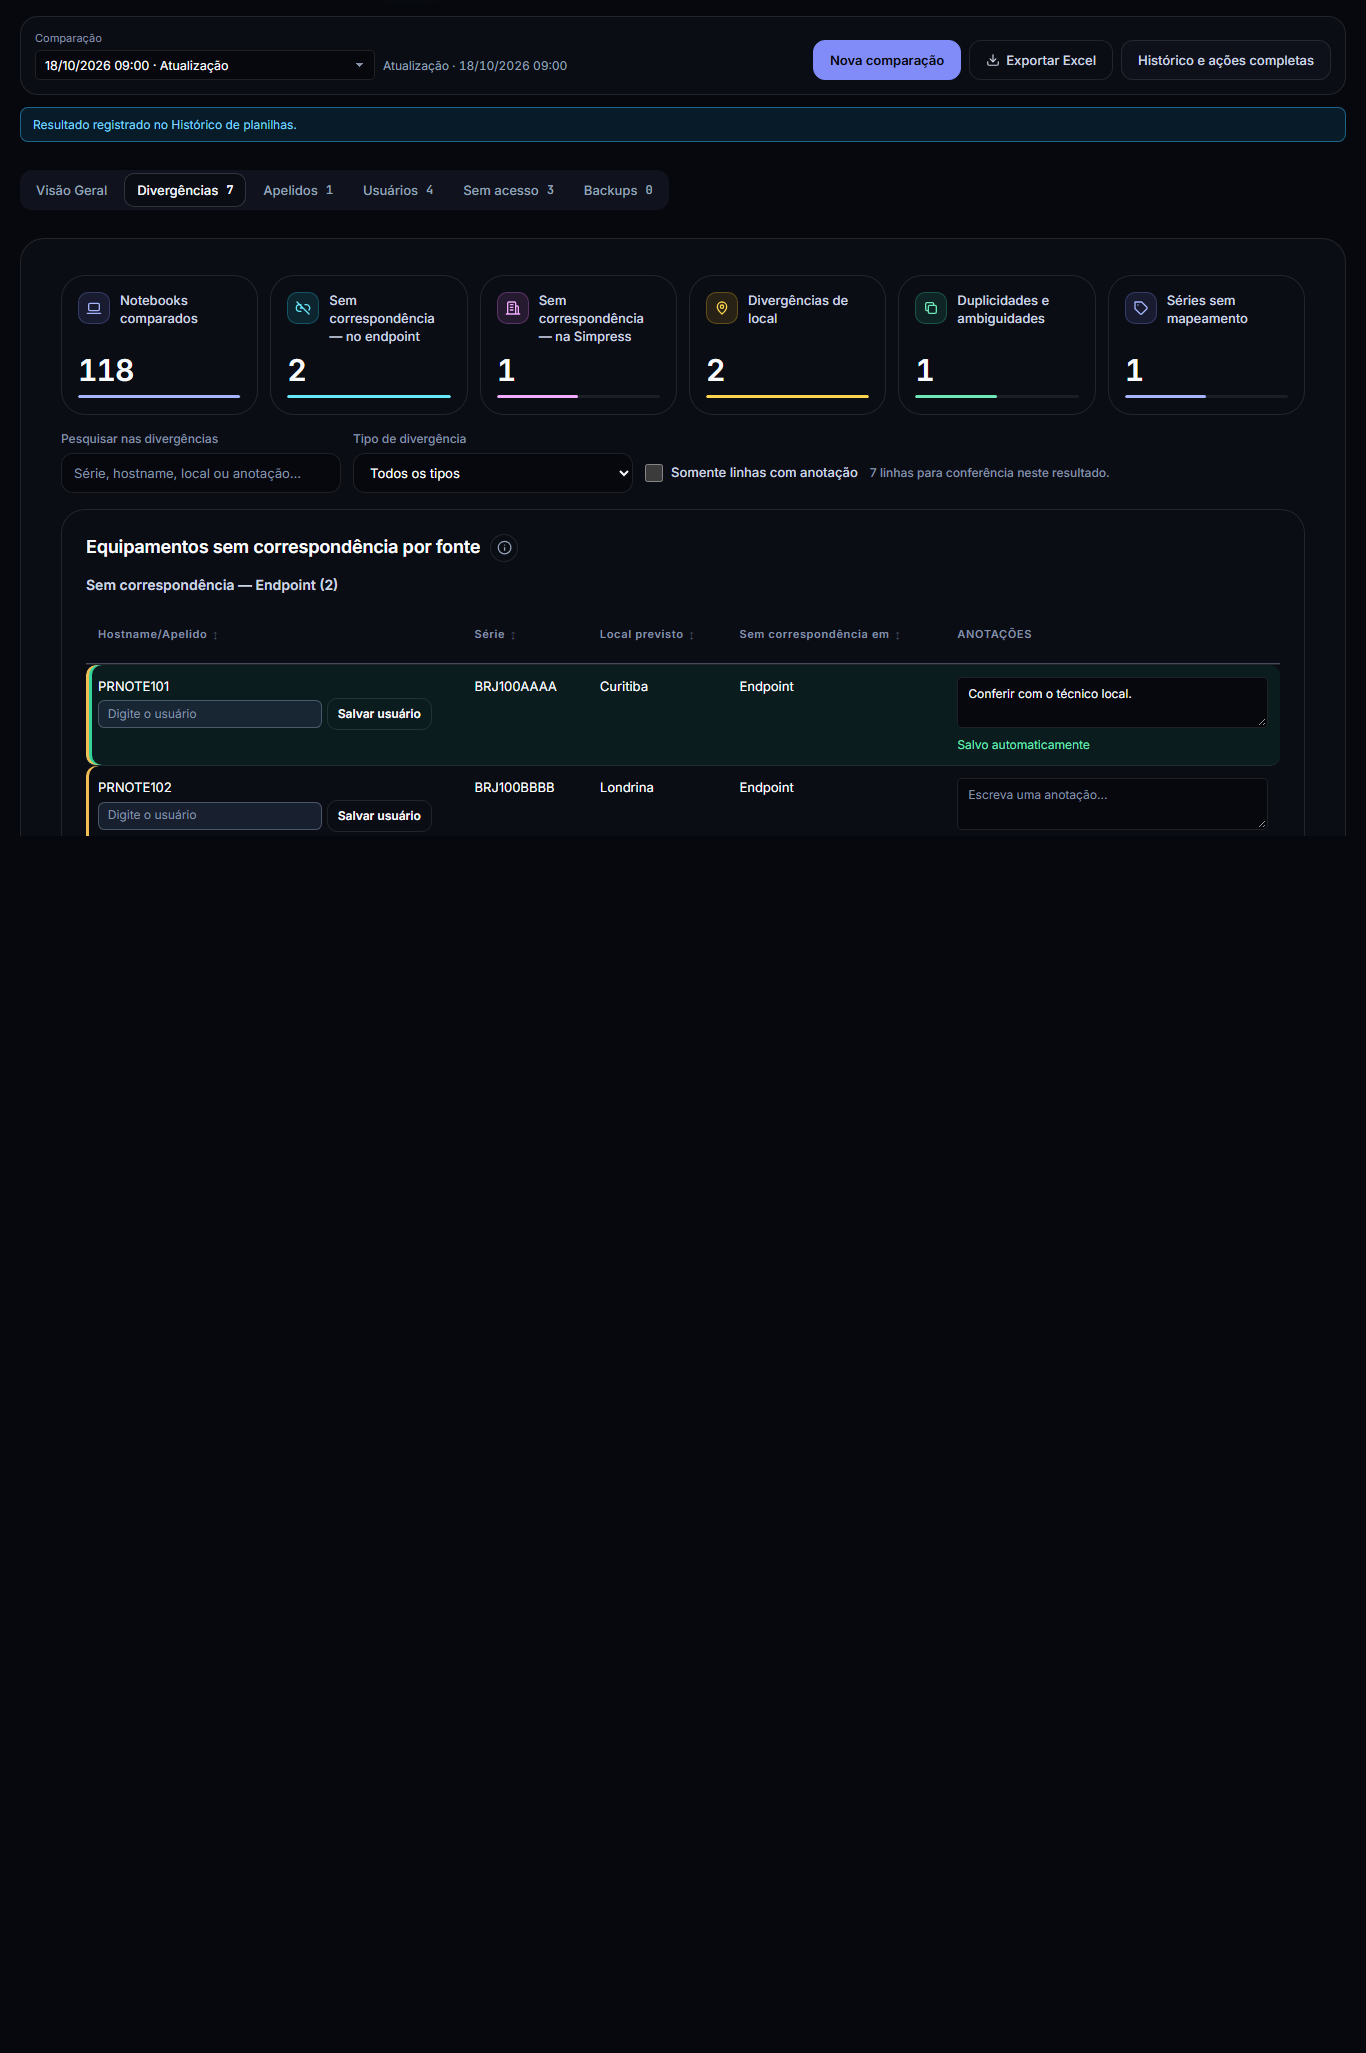 Comparação
18/10/2026 09:00 · Atualização
Atualização · 18/10/2026 09:00
Nova comparação
Exportar Excel
Histórico e ações completas
Resultado registrado no Histórico de planilhas.
Visão Geral
Divergências 7
Apelidos 1
Usuários 4
Sem acesso 3
Backups 0
Notebooks
comparados
118
Sem
correspondência
— no endpoint
2
Sem
correspondência
— na Simpress
1
Divergências de
local
2
Duplicidades e
ambiguidades
1
Séries sem
mapeamento
1
Pesquisar nas divergências
Série, hostname, local ou anotação...
Tipo de divergência
Todos os tipos
Somente linhas com anotação
7 linhas para conferência neste resultado.
Equipamentos sem correspondência por fonte
Sem correspondência — Endpoint (2)
Hostname/Apelido ↕ Série ↕ Local previsto ↕ Sem correspondência em ↕ ANOTAÇÕES
PRNOTE101 BRJ100AAAA Curitiba Endpoint Conferir com o técnico local.
Digite o usuário Salvar usuário
Salvo automaticamente
PRNOTE102 BRJ100BBBB Londrina Endpoint Escreva uma anotação...
Digite o usuário Salvar usuário